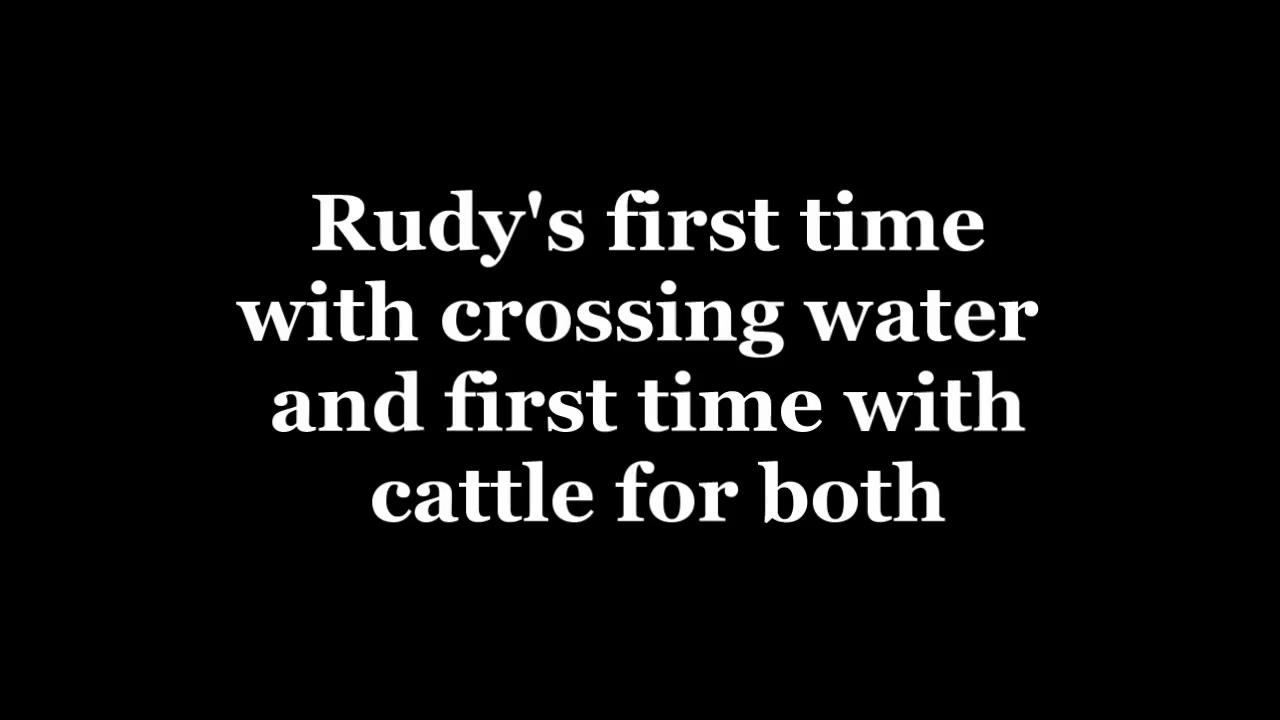 Rudy's first time
with crossing water
and first time with
cattle for both